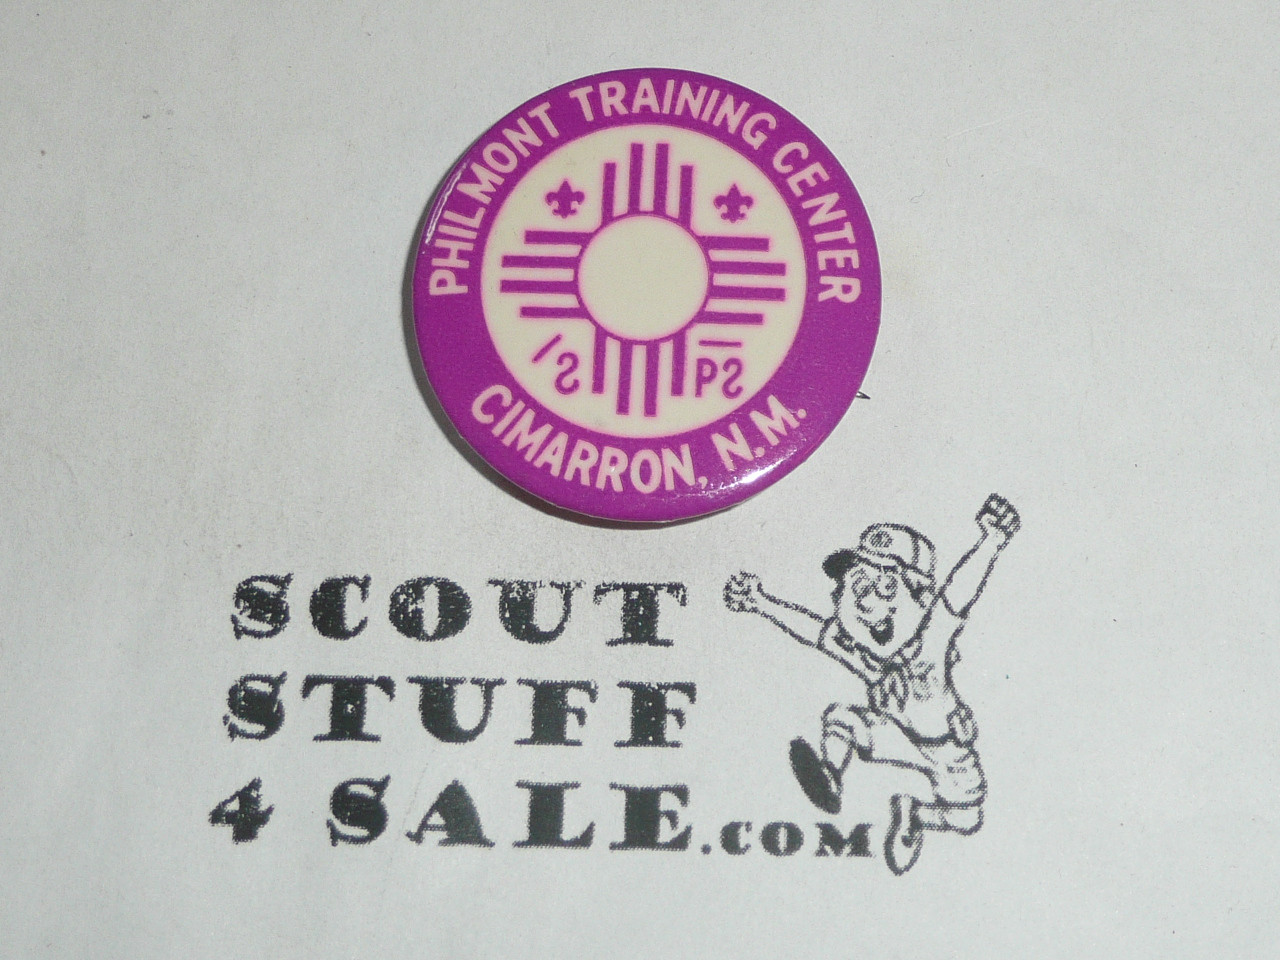 PHILMONT TRAINING CENTER
CIMARRON, N.M.
SCOUT
STUFF
4 SALE.COM